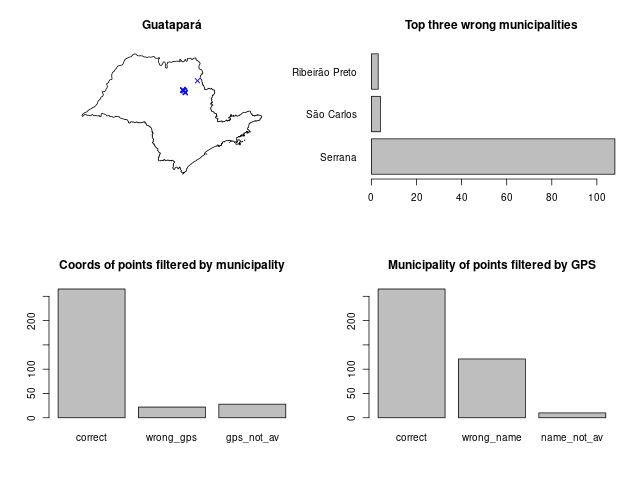 Guatapará
Top three wrong municipalities
Ribeirão Preto
São Carlos
Serrana
0 20 40 60 80 100
Coords of points filtered by municipality
200
100
50
0
correct wrong_gps gps_not_av
Municipality of points filtered by GPS
200
100
50
0
correct wrong_name name_not_av